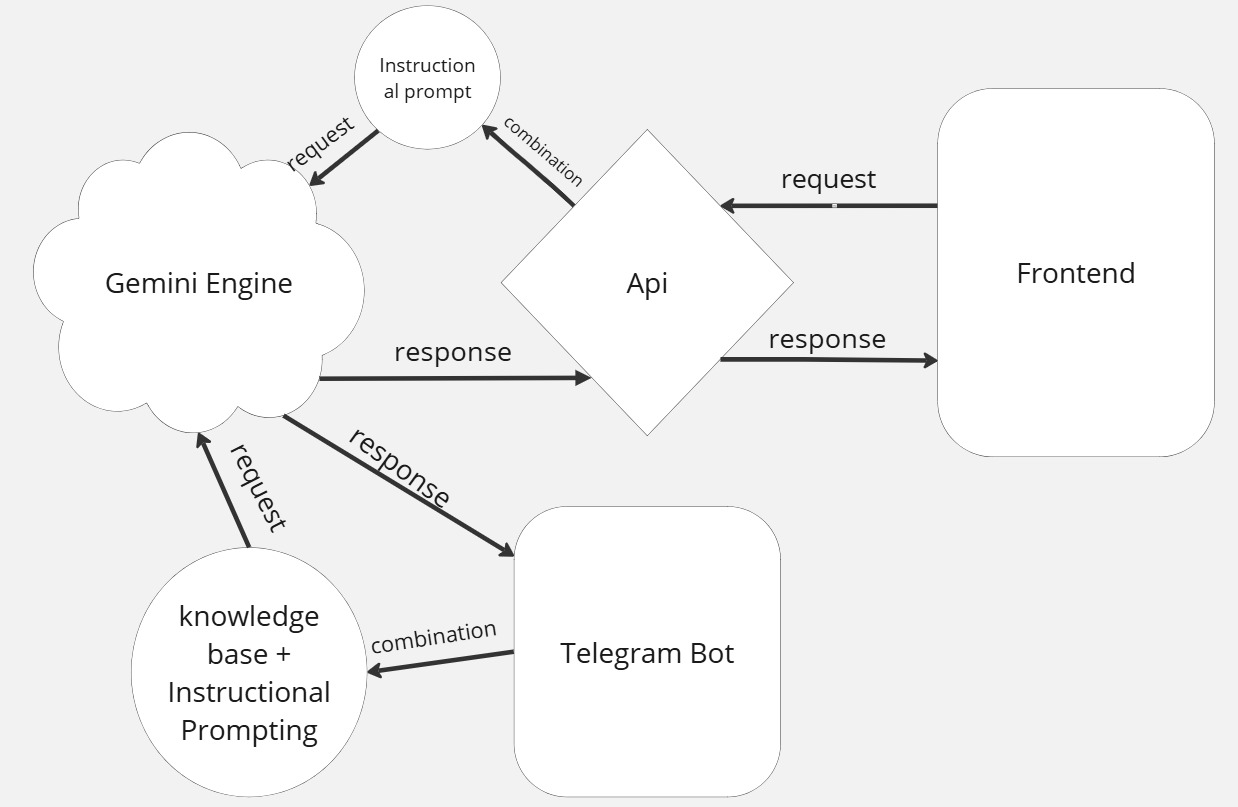 Instruction
al prompt
request
combination
request
Gemini Engine
Api
Frontend
response
response
response
request
knowledge
base +
Instructional
Prompting
combination
Telegram Bot